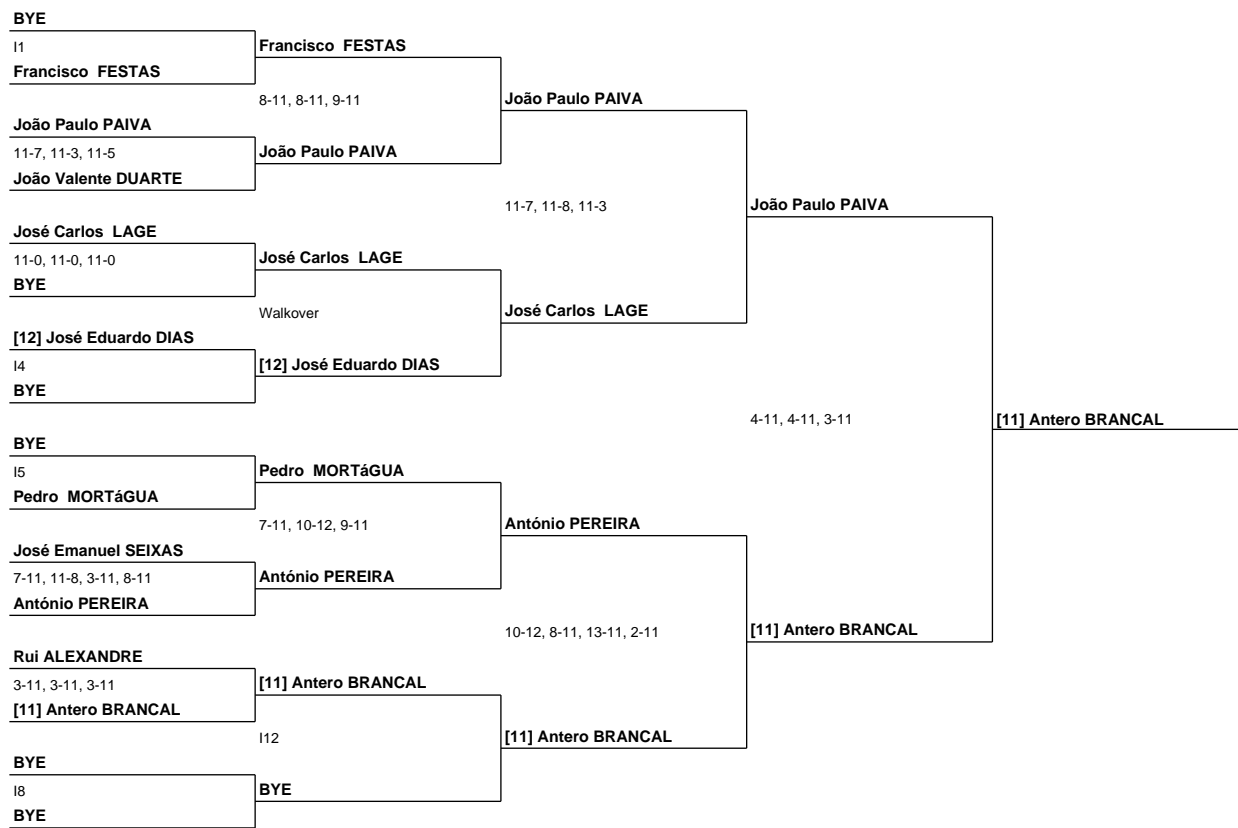 BYE
I1
Francisco FESTAS
Francisco FESTAS
8-11, 8-11, 9-11
João Paulo PAIVA
João Paulo PAIVA
11-7, 11-3, 11-5
João Paulo PAIVA
João Valente DUARTE
11-7, 11-8, 11-3
João Paulo PAIVA
José Carlos LAGE
11-0, 11-0, 11-0
José Carlos LAGE
BYE
Walkover
José Carlos LAGE
[12] José Eduardo DIAS
I4
[12] José Eduardo DIAS
BYE
4-11, 4-11, 3-11
[11] Antero BRANCAL
BYE
I5
Pedro MORTáGUA
Pedro MORTáGUA
7-11, 10-12, 9-11
António PEREIRA
José Emanuel SEIXAS
7-11, 11-8, 3-11, 8-11
António PEREIRA
António PEREIRA
10-12, 8-11, 13-11, 2-11
[11] Antero BRANCAL
Rui ALEXANDRE
3-11, 3-11, 3-11
[11] Antero BRANCAL
[11] Antero BRANCAL
I12
[11] Antero BRANCAL
BYE
I8
BYE
BYE